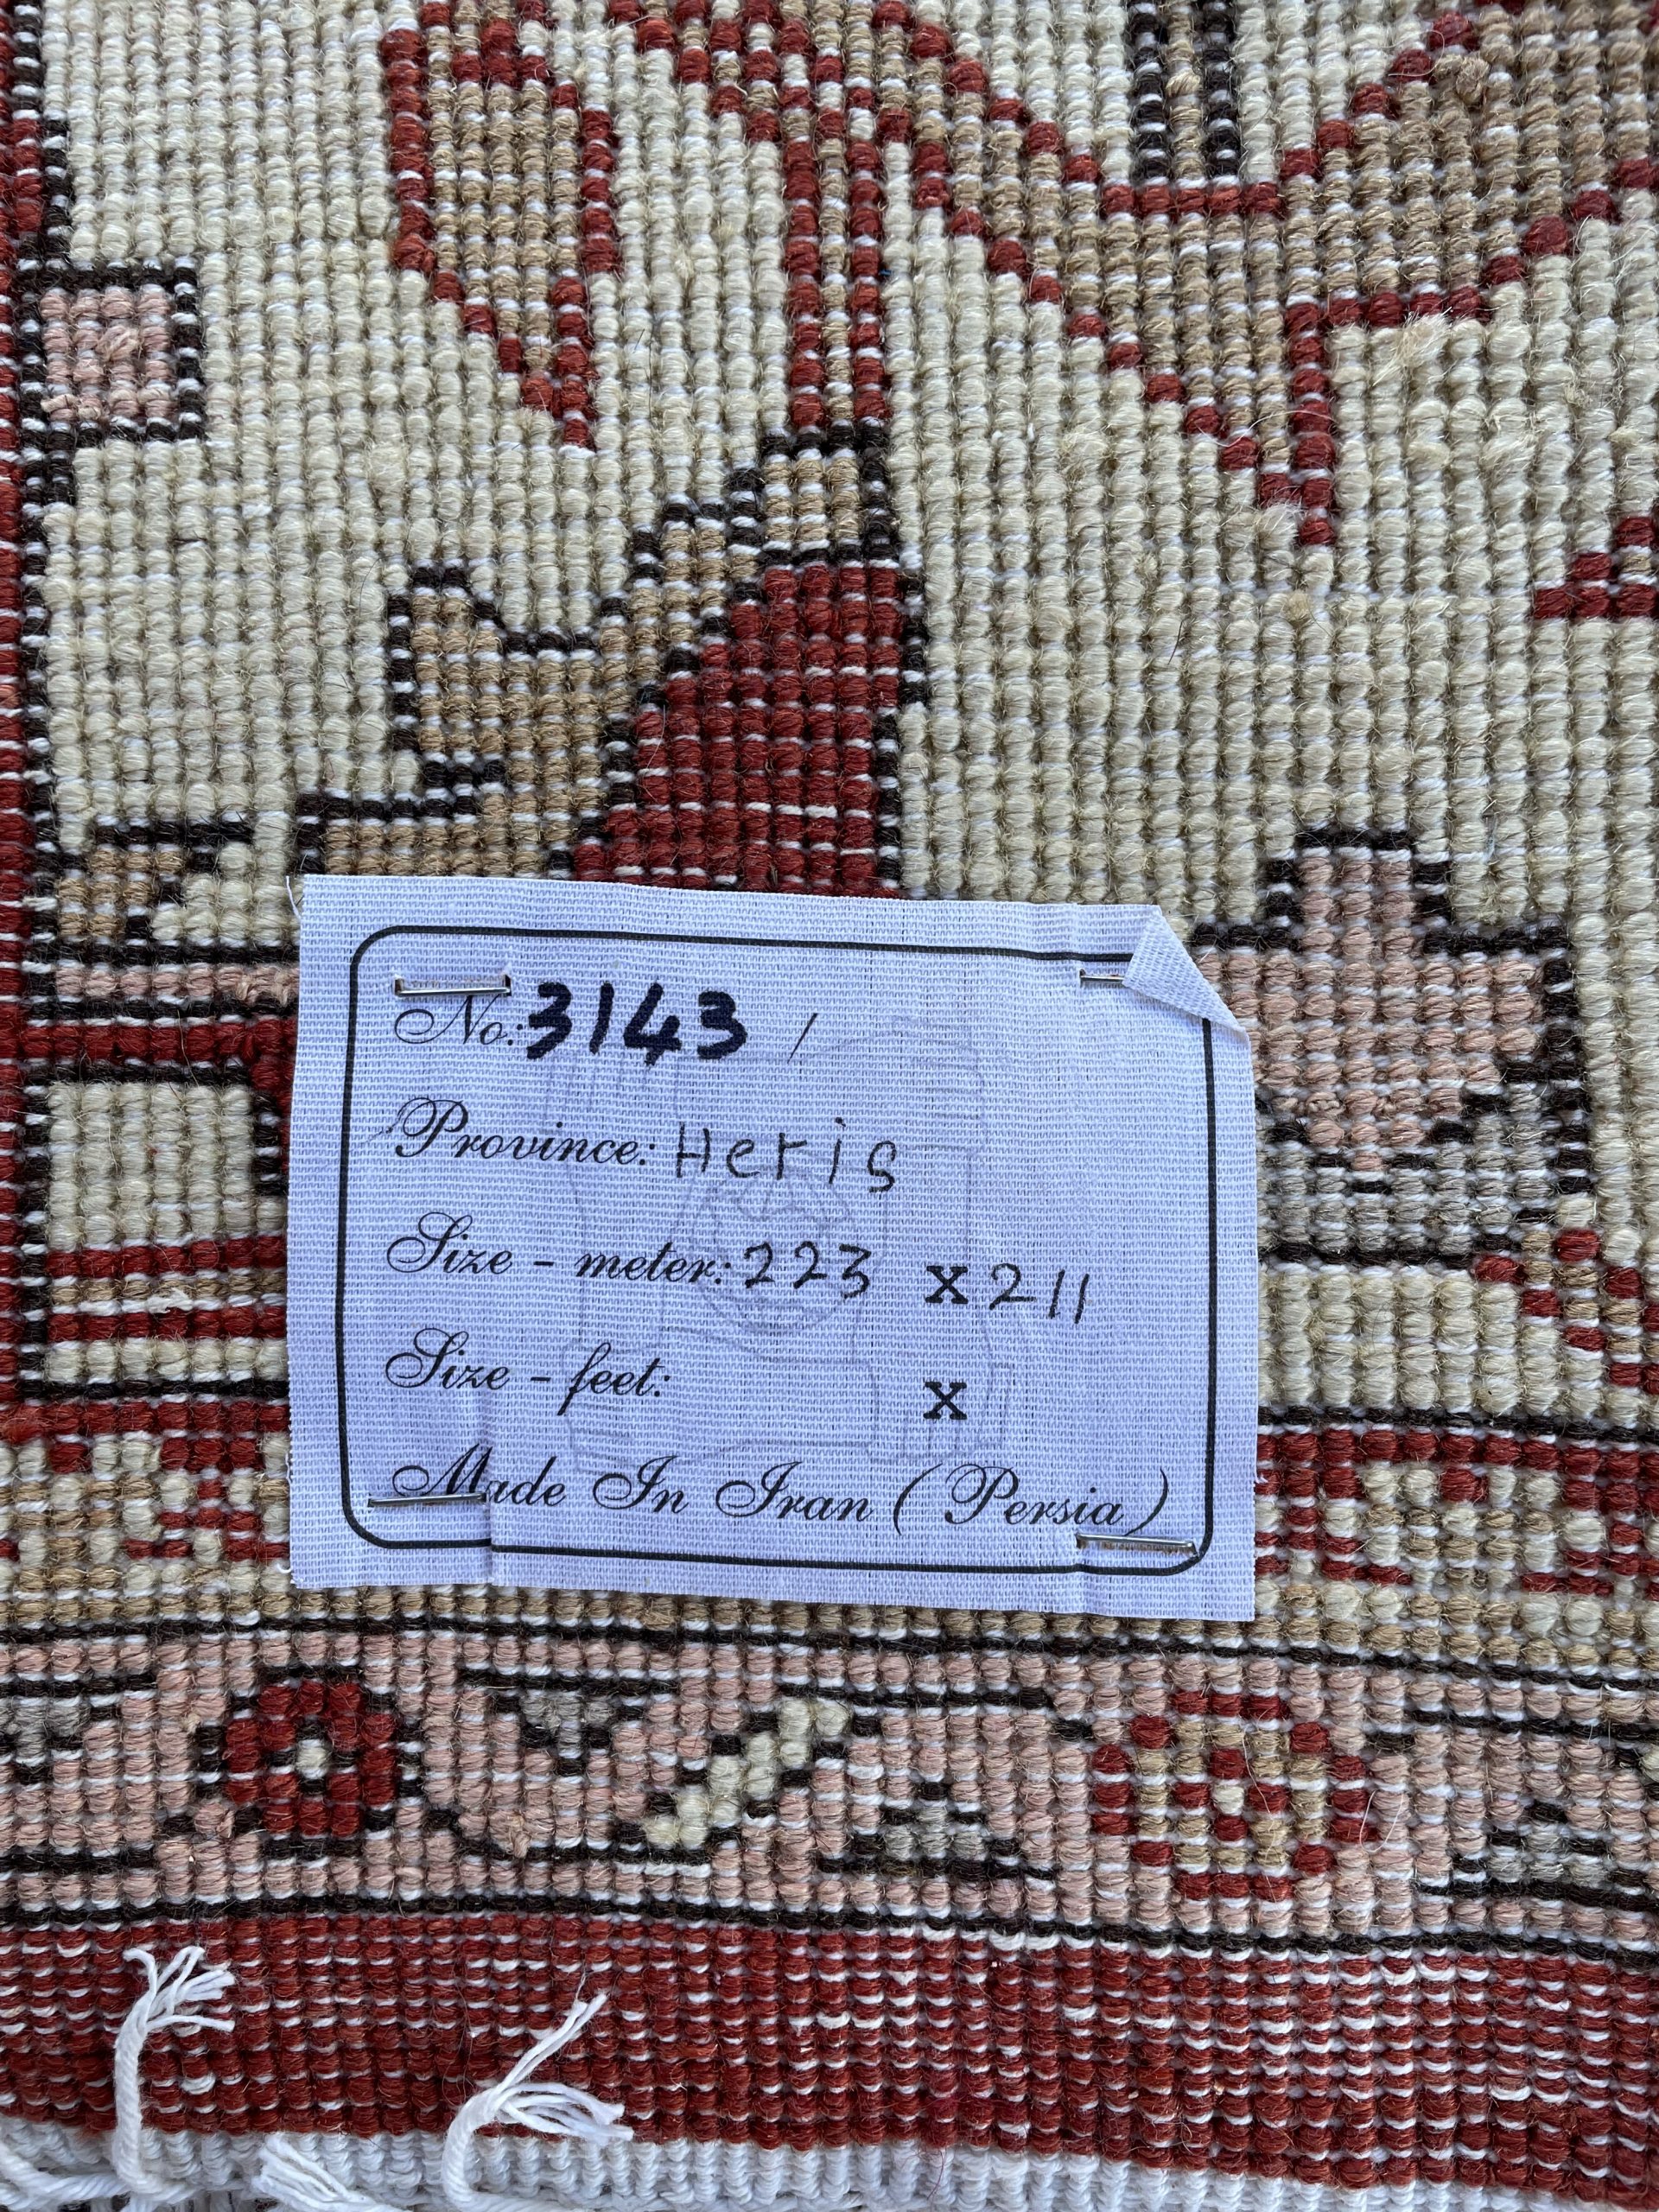 No: 3143 /
Province: Heris
Size - meter: 223 x 211
Size - feet: x
Made In Iran ( Persia )